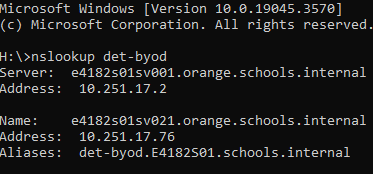 Microsoft Windows [Version 10.0.19045.3570]
(c) Microsoft Corporation. All rights reserved.
H:\>nslookup det-byod
Server:  e4182s01sv001.orange.schools.internal
Address:  10.251.17.2
Name:    e4182s01sv021.orange.schools.internal
Address:  10.251.17.76
Aliases:  det-byod.E4182S01.schools.internal